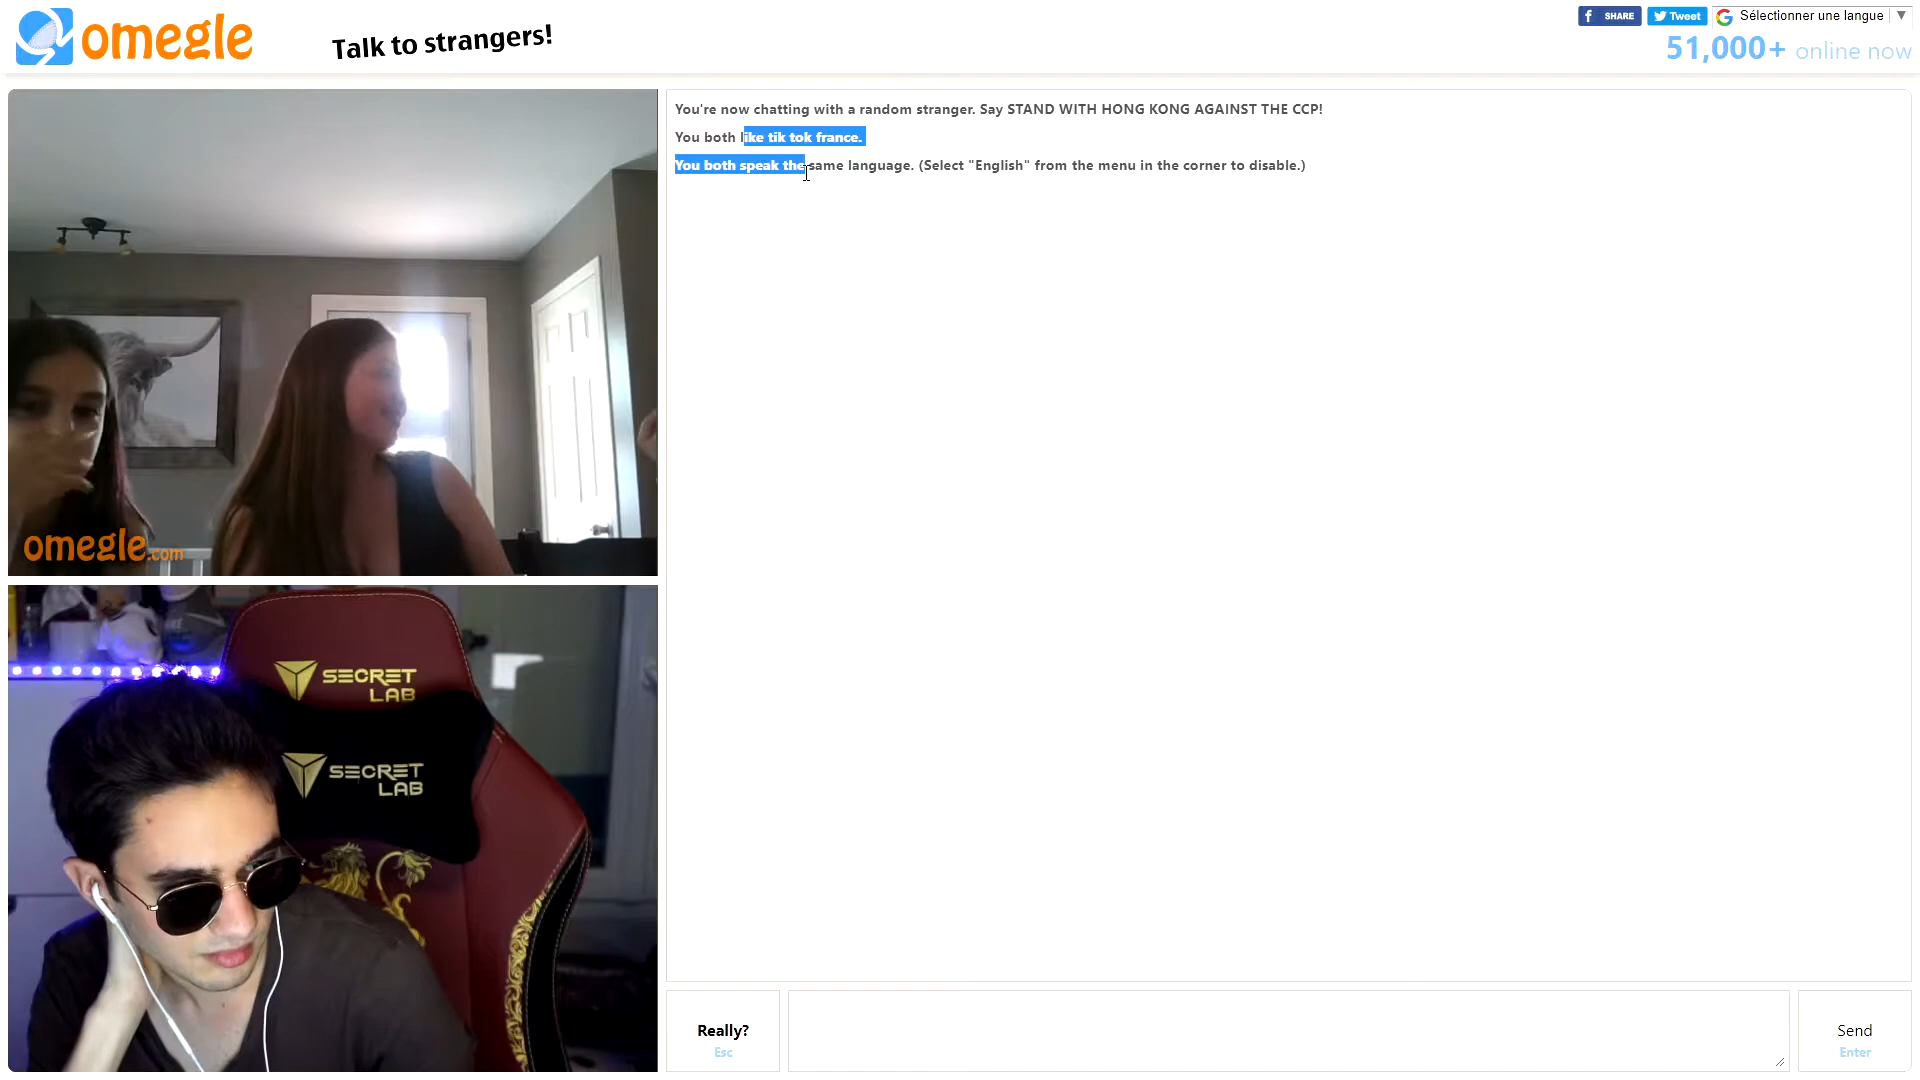 omegle
Talk to strangers!
SHARE
Tweet
Sélectionner une langue
51,000+ online now
You're now chatting with a random stranger. Say STAND WITH HONG KONG AGAINST THE CCP!
You both like tik tok france.
You both speak the same language. (Select "English" from the menu in the corner to disable.)
omegle.com
SECRET
LAB
SECRET
LAB
Really?
Esc
Send
Enter